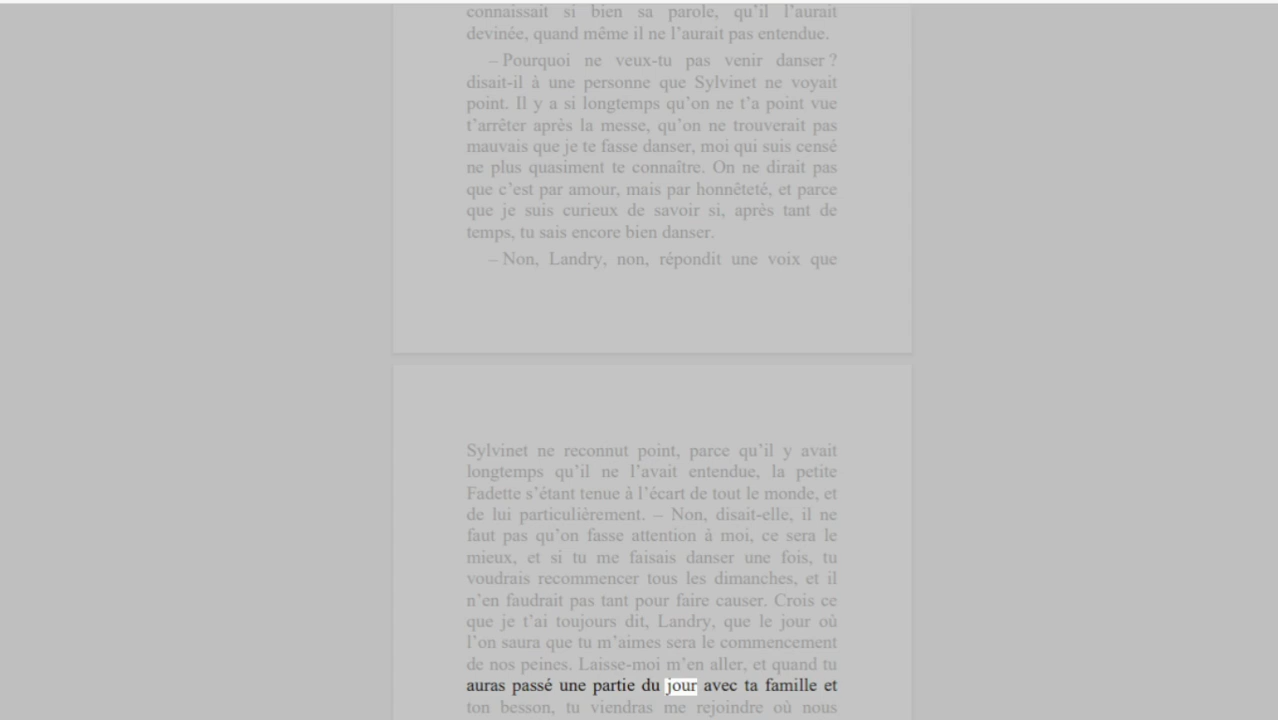 connaissait si bien sa parole, qu’il l’aurait
devinée, quand même il ne l’aurait pas entendue.
– Pourquoi ne veux-tu pas venir danser ?
disait-il à une personne que Sylvinet ne voyait
point. Il y a si longtemps qu’on ne t’a point vue
t’arrêter après la messe, qu’on ne trouverait pas
mauvais que je te fasse danser, moi qui suis censé
ne plus quasiment te connaître. On ne dirait pas
que c’est par amour, mais par honnêteté, et parce
que je suis curieux de savoir si, après tant de
temps, tu sais encore bien danser.
– Non, Landry, non, répondit une voix que
Sylvinet ne reconnut point, parce qu’il y avait
longtemps qu’il ne l’avait entendue, la petite
Fadette s’étant tenue à l’écart de tout le monde, et
de lui particulièrement. – Non, disait-elle, il ne
faut pas qu’on fasse attention à moi, ce sera le
mieux, et si tu me faisais danser une fois, tu
voudrais recommencer tous les dimanches, et il
n’en faudrait pas tant pour faire causer. Crois ce
que je t’ai toujours dit, Landry, que le jour où
l’on saura que tu m’aimes sera le commencement
de nos peines. Laisse-moi m’en aller, et quand tu
auras passé une partie du jour avec ta famille et
ton besson, tu viendras me rejoindre où nous